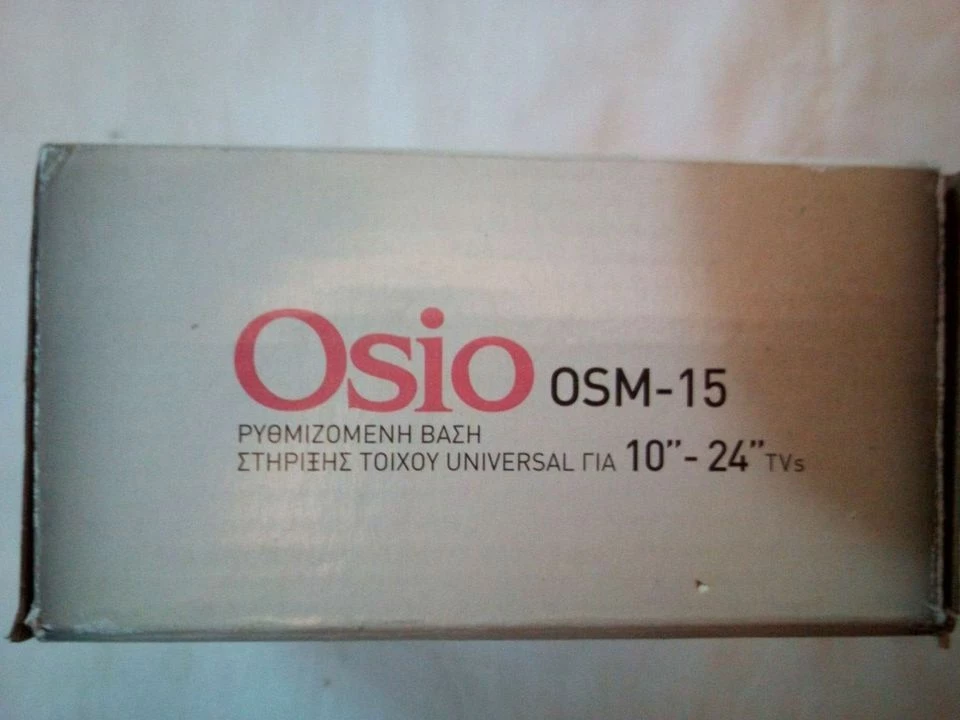 Osio OSM-15
ΡΥΘΜΙΖΟΜΕΝΗ ΒΑΣΗ
ΣΤΗΡΙΞΗΣ ΤΟΙΧΟΥ UNIVERSAL ΓΙΑ 10”- 24” TVs